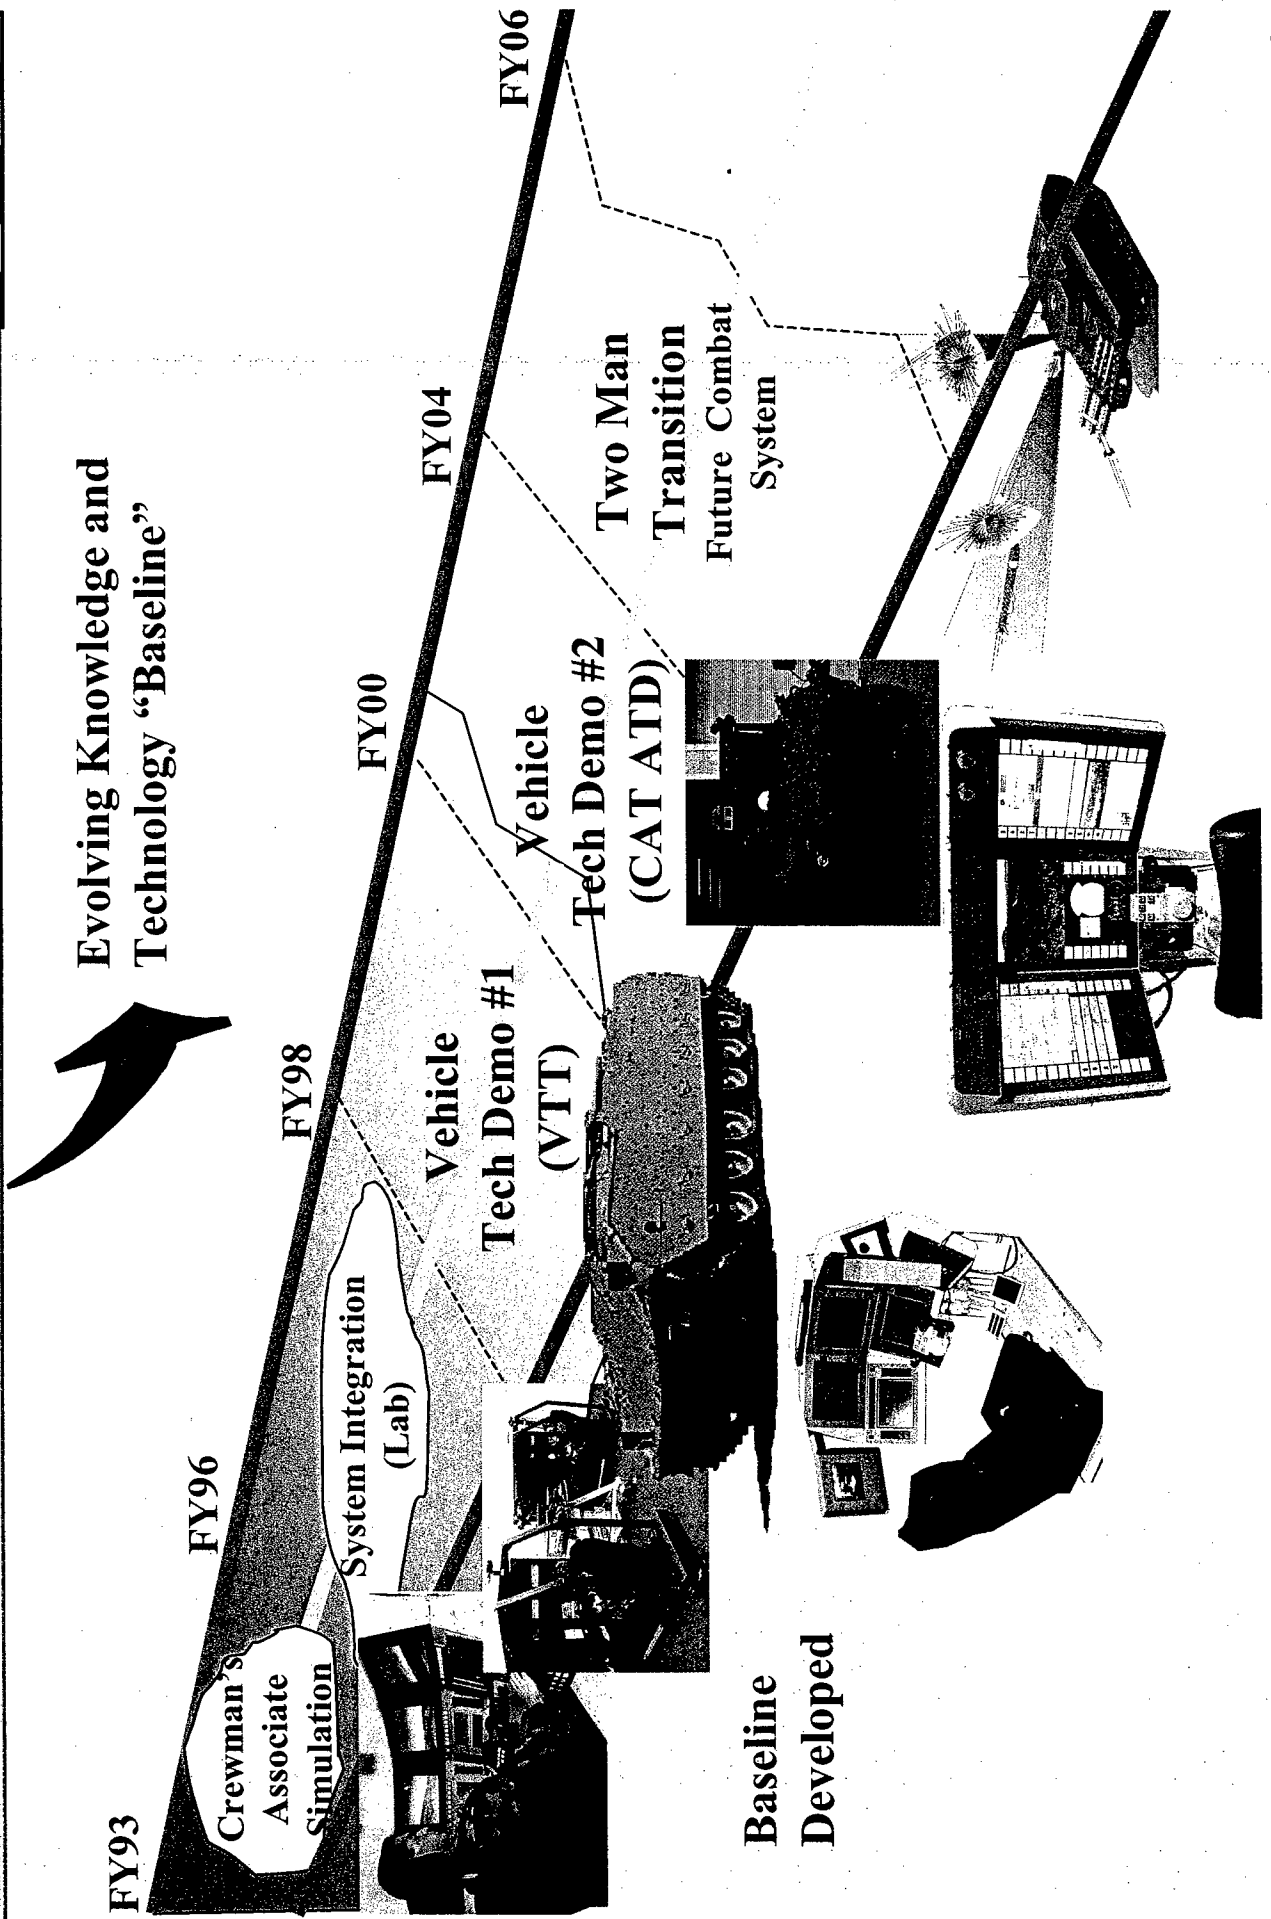 Evolving Knowledge and
Technology “Baseline”
FY93
FY96
FY98
FY00
FY04
FY06
Crewman's
Associate
Simulation
System Integration
(Lab)
Vehicle
Tech Demo #1
(VTT)
Vehicle
Tech Demo #2
(CAT ATD)
Two Man
Transition
Future Combat
System
Baseline
Developed